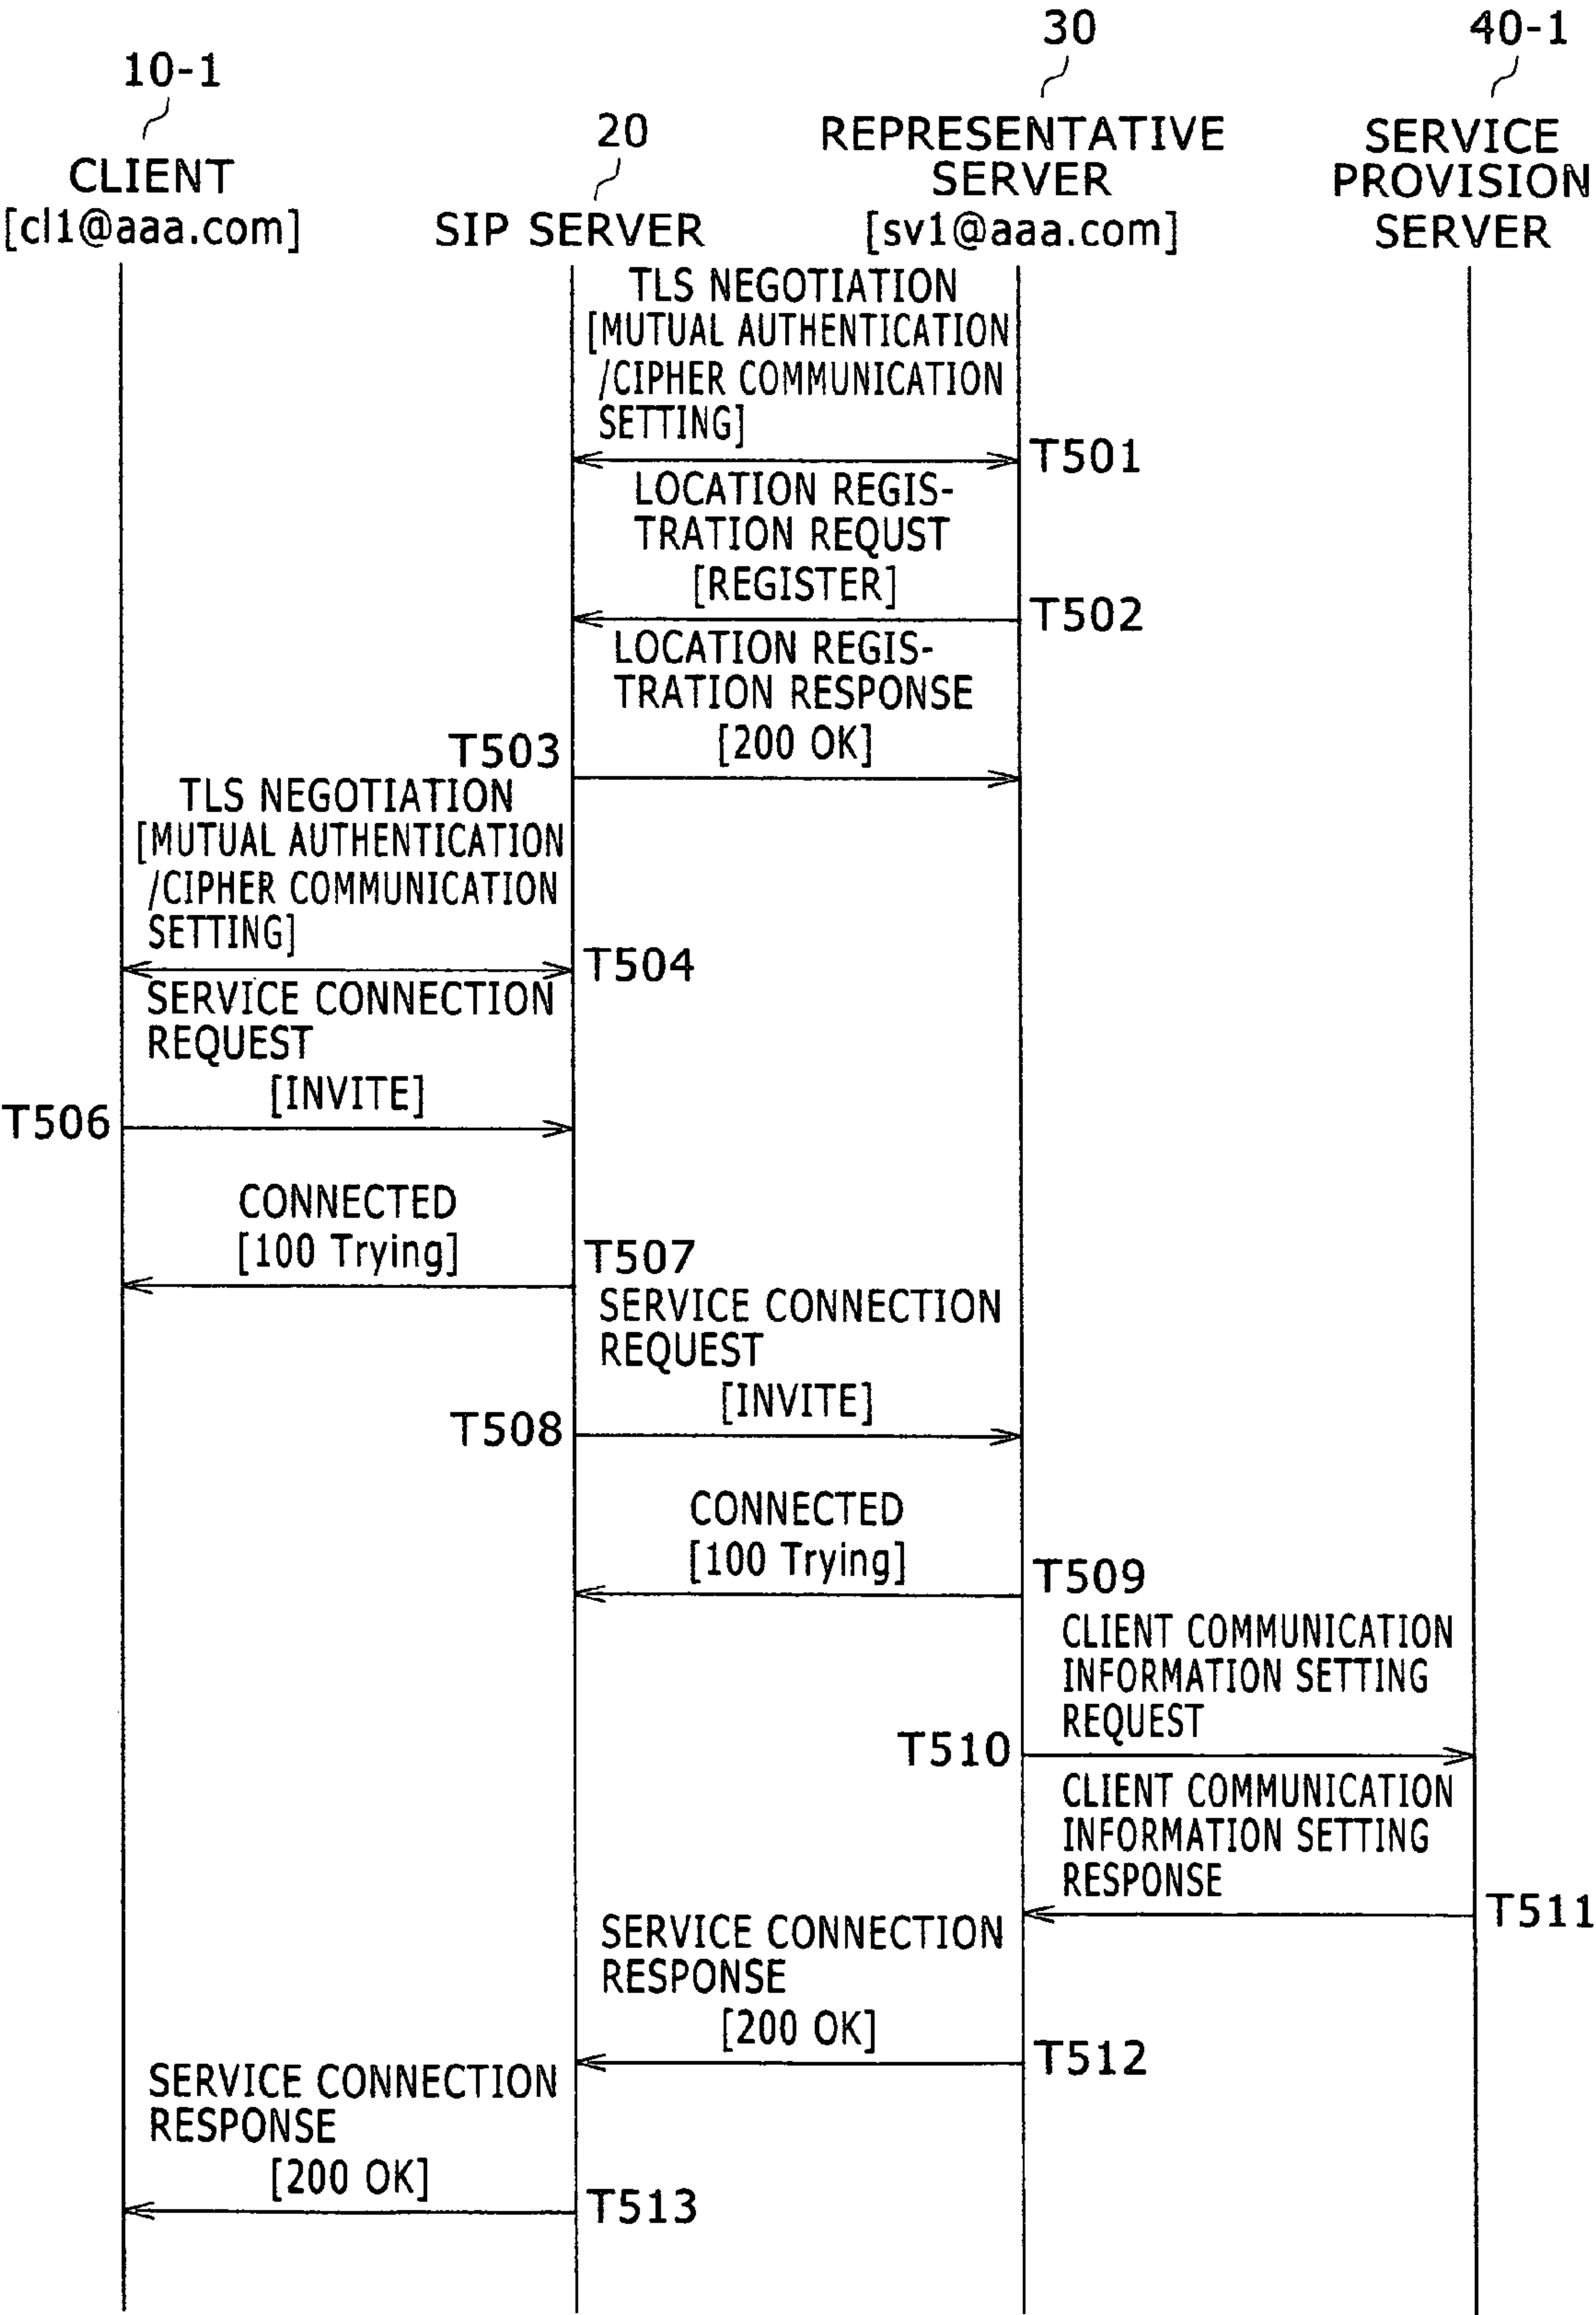 10-1
CLIENT
[cl1@aaa.com]
20
SIP SERVER
30
REPRESENTATIVE
SERVER
[sv1@aaa.com]
40-1
SERVICE
PROVISION
SERVER
TLS NEGOTIATION
[MUTUAL AUTHENTICATION
/CIPHER COMMUNICATION
SETTING]
T501
LOCATION REGIS-
TRATION REQUST
[REGISTER]
T502
LOCATION REGIS-
TRATION RESPONSE
[200 OK]
T503
TLS NEGOTIATION
[MUTUAL AUTHENTICATION
/CIPHER COMMUNICATION
SETTING]
T504
SERVICE CONNECTION
REQUEST
[INVITE]
T506
CONNECTED
[100 Trying]
T507
SERVICE CONNECTION
REQUEST
[INVITE]
T508
CONNECTED
[100 Trying]
T509
CLIENT COMMUNICATION
INFORMATION SETTING
REQUEST
T510
CLIENT COMMUNICATION
INFORMATION SETTING
RESPONSE
T511
SERVICE CONNECTION
RESPONSE
[200 OK]
T512
SERVICE CONNECTION
RESPONSE
[200 OK]
T513